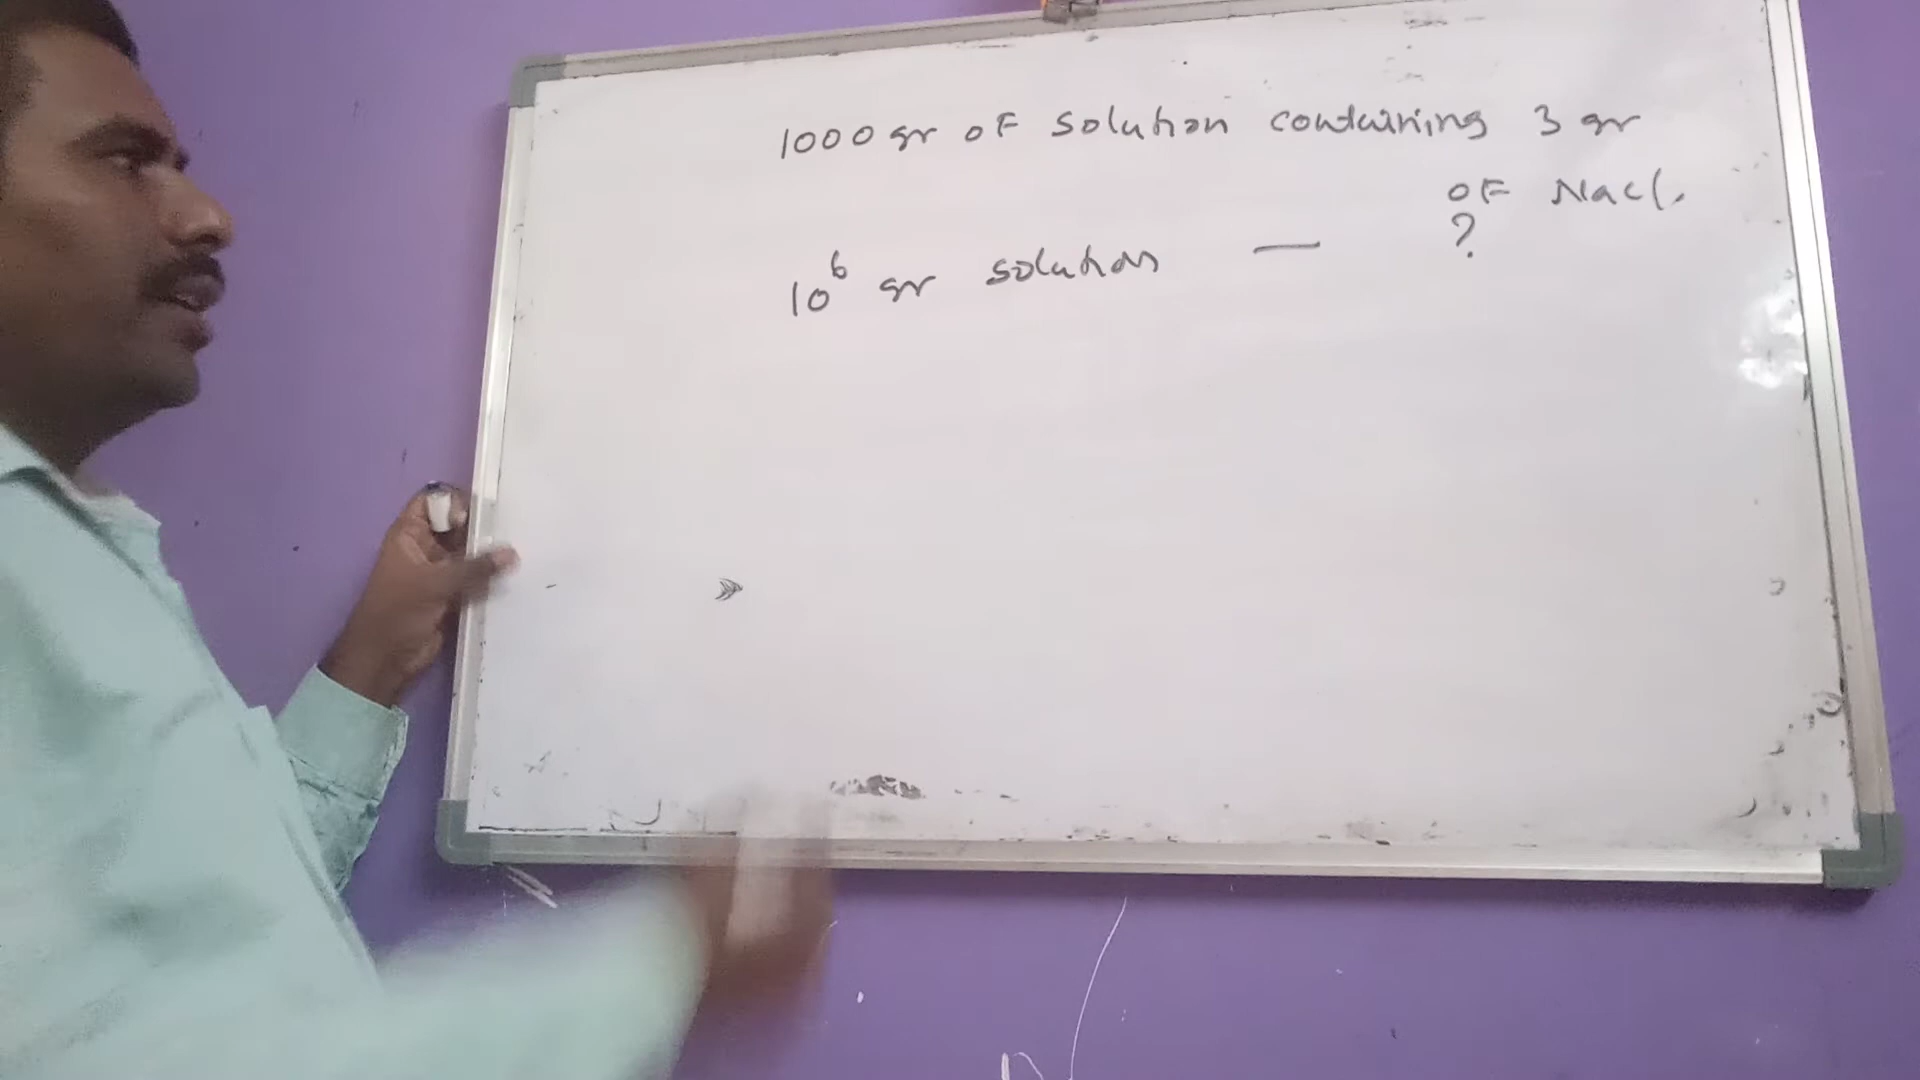 1000 gr OF solution containing 3 gr
OF Nacl.
10⁶ gr solution — ?